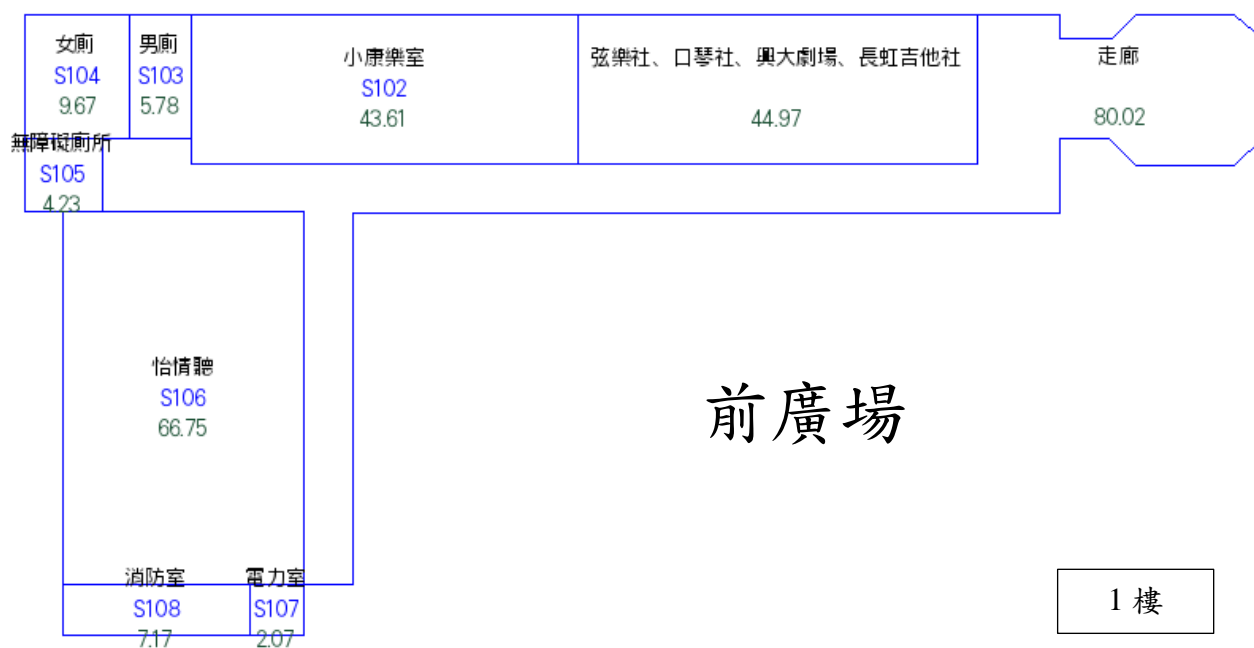 女廁
S104
9.67
男廁
S103
5.78
小康樂室
S102
43.61
弦樂社、口琴社、興大劇場、長虹吉他社
44.97
走廊
80.02
無障礙廁所
S105
4.23
怡情聽
S106
66.75
前廣場
消防室
S108
7.17
電力室
S107
2.07
1 樓